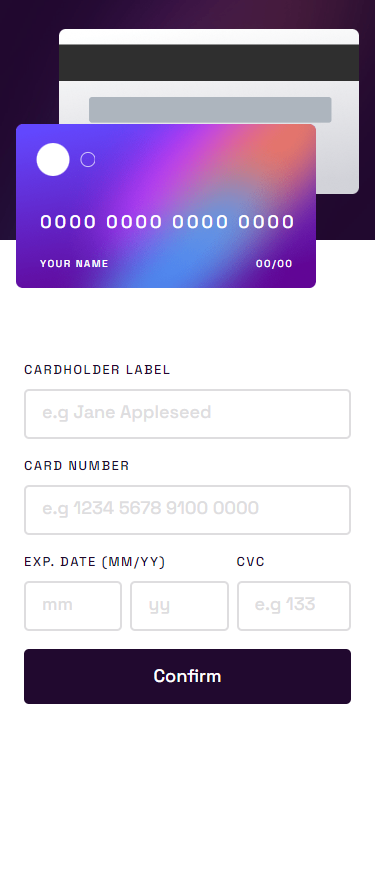 0000 0000 0000 0000
YOUR NAME 00/00
CARDHOLDER LABEL
e.g Jane Appleseed
CARD NUMBER
e.g 1234 5678 9100 0000
EXP. DATE (MM/YY) CVC
mm yy e.g 133
Confirm